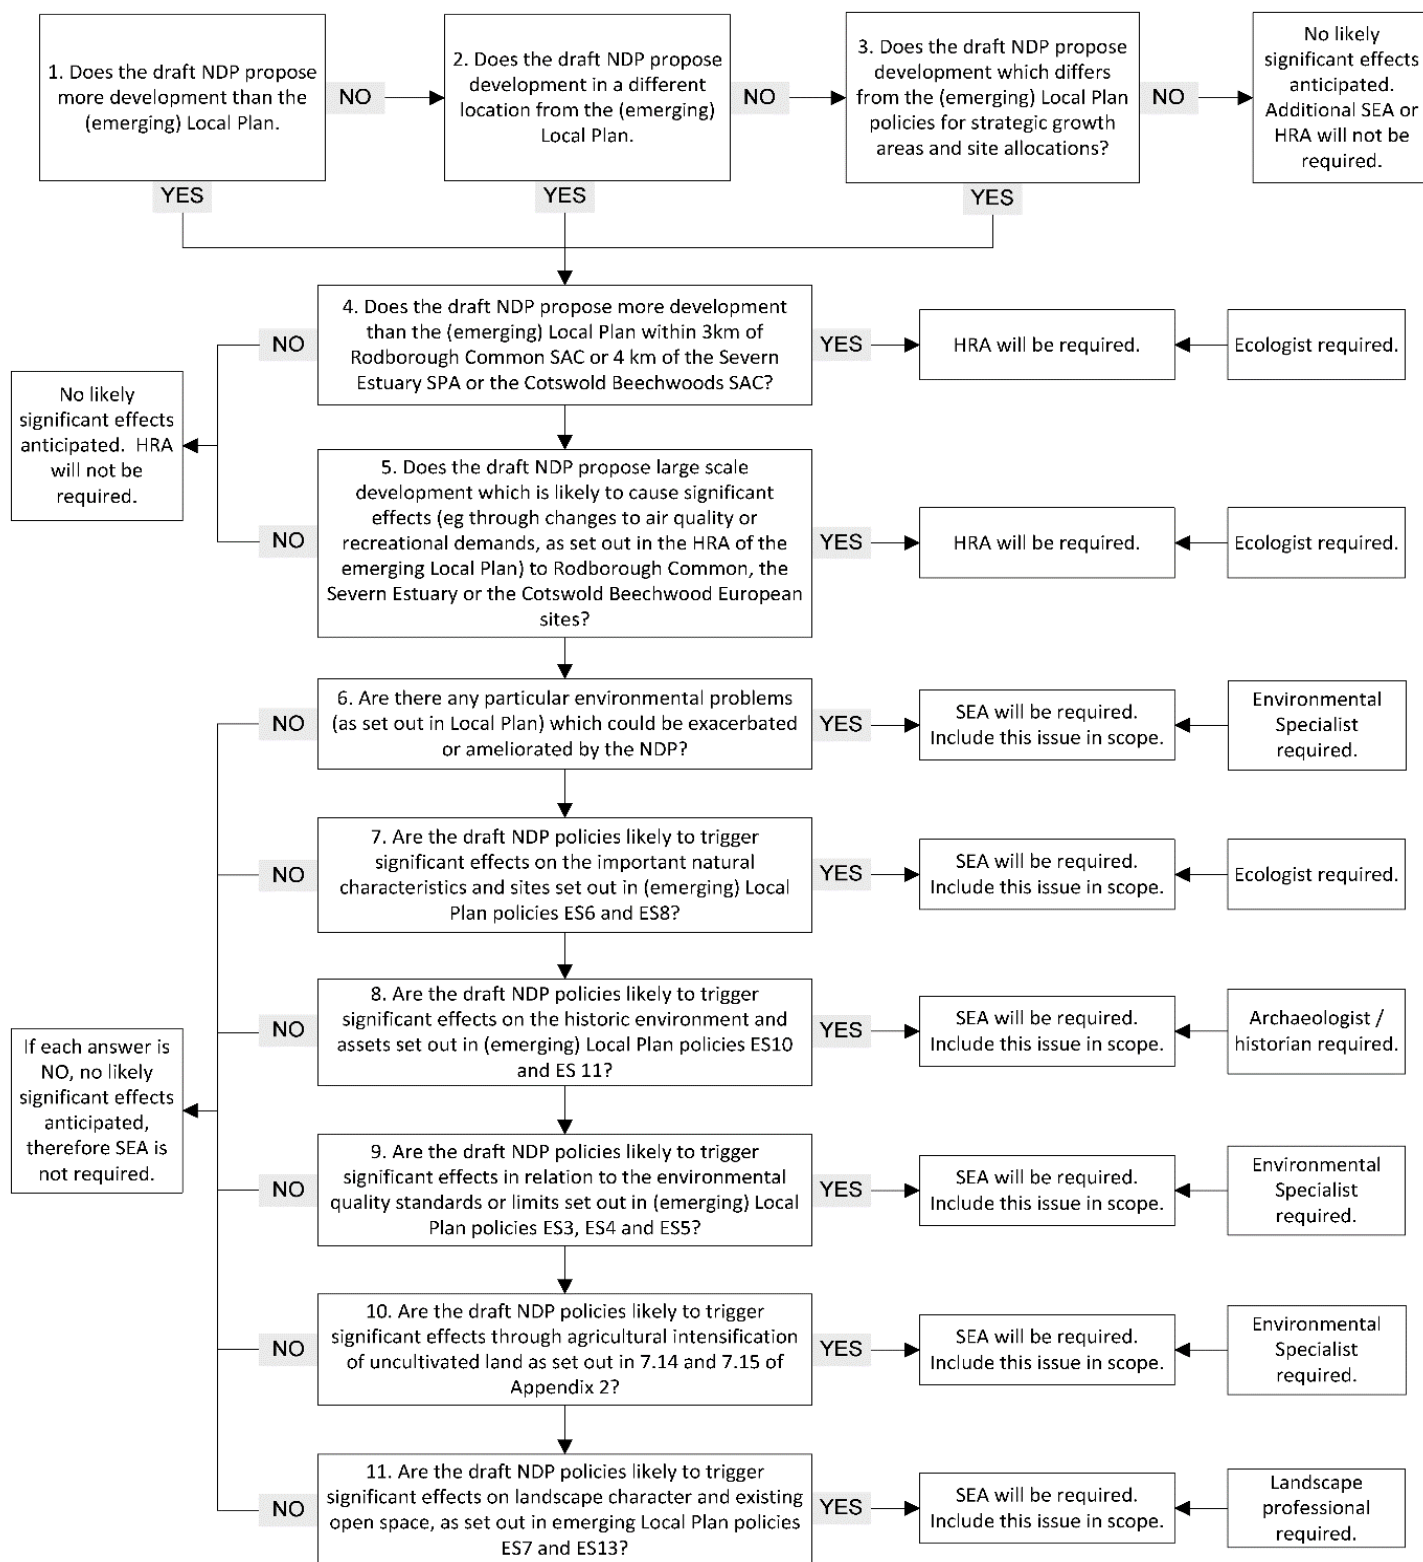 1. Does the draft NDP propose
more development than the
(emerging) Local Plan.
NO
2. Does the draft NDP propose
development in a different
location from the (emerging)
Local Plan.
NO
3. Does the draft NDP propose
development which differs
from the (emerging) Local Plan
policies for strategic growth
areas and site allocations?
NO
No likely
significant effects
anticipated.
Additional SEA or
HRA will not be
required.
YES
YES
YES
4. Does the draft NDP propose more development
than the (emerging) Local Plan within 3km of
Rodborough Common SAC or 4 km of the Severn
Estuary SPA or the Cotswold Beechwoods SAC?
NO
YES
HRA will be required.
Ecologist required.
No likely
significant effects
anticipated.  HRA
will not be
required.
5. Does the draft NDP propose large scale
development which is likely to cause significant
effects (eg through changes to air quality or
recreational demands, as set out in the HRA of the
emerging Local Plan) to Rodborough Common, the
Severn Estuary or the Cotswold Beechwood European
sites?
NO
YES
HRA will be required.
Ecologist required.
6. Are there any particular environmental problems
(as set out in Local Plan) which could be exacerbated
or ameliorated by the NDP?
NO
YES
SEA will be required.
Include this issue in scope.
Environmental
Specialist
required.
7. Are the draft NDP policies likely to trigger
significant effects on the important natural
characteristics and sites set out in (emerging) Local
Plan policies ES6 and ES8?
NO
YES
SEA will be required.
Include this issue in scope.
Ecologist required.
8. Are the draft NDP policies likely to trigger
significant effects on the historic environment and
assets set out in (emerging) Local Plan policies ES10
and ES 11?
NO
YES
SEA will be required.
Include this issue in scope.
Archaeologist /
historian required.
If each answer is
NO, no likely
significant effects
anticipated,
therefore SEA is
not required.
9. Are the draft NDP policies likely to trigger
significant effects in relation to the environmental
quality standards or limits set out in (emerging) Local
Plan policies ES3, ES4 and ES5?
NO
YES
SEA will be required.
Include this issue in scope.
Environmental
Specialist
required.
10. Are the draft NDP policies likely to trigger
significant effects through agricultural intensification
of uncultivated land as set out in 7.14 and 7.15 of
Appendix 2?
NO
YES
SEA will be required.
Include this issue in scope.
Environmental
Specialist
required.
11. Are the draft NDP policies likely to trigger
significant effects on landscape character and existing
open space, as set out in emerging Local Plan policies
ES7 and ES13?
NO
YES
SEA will be required.
Include this issue in scope.
Landscape
professional
required.